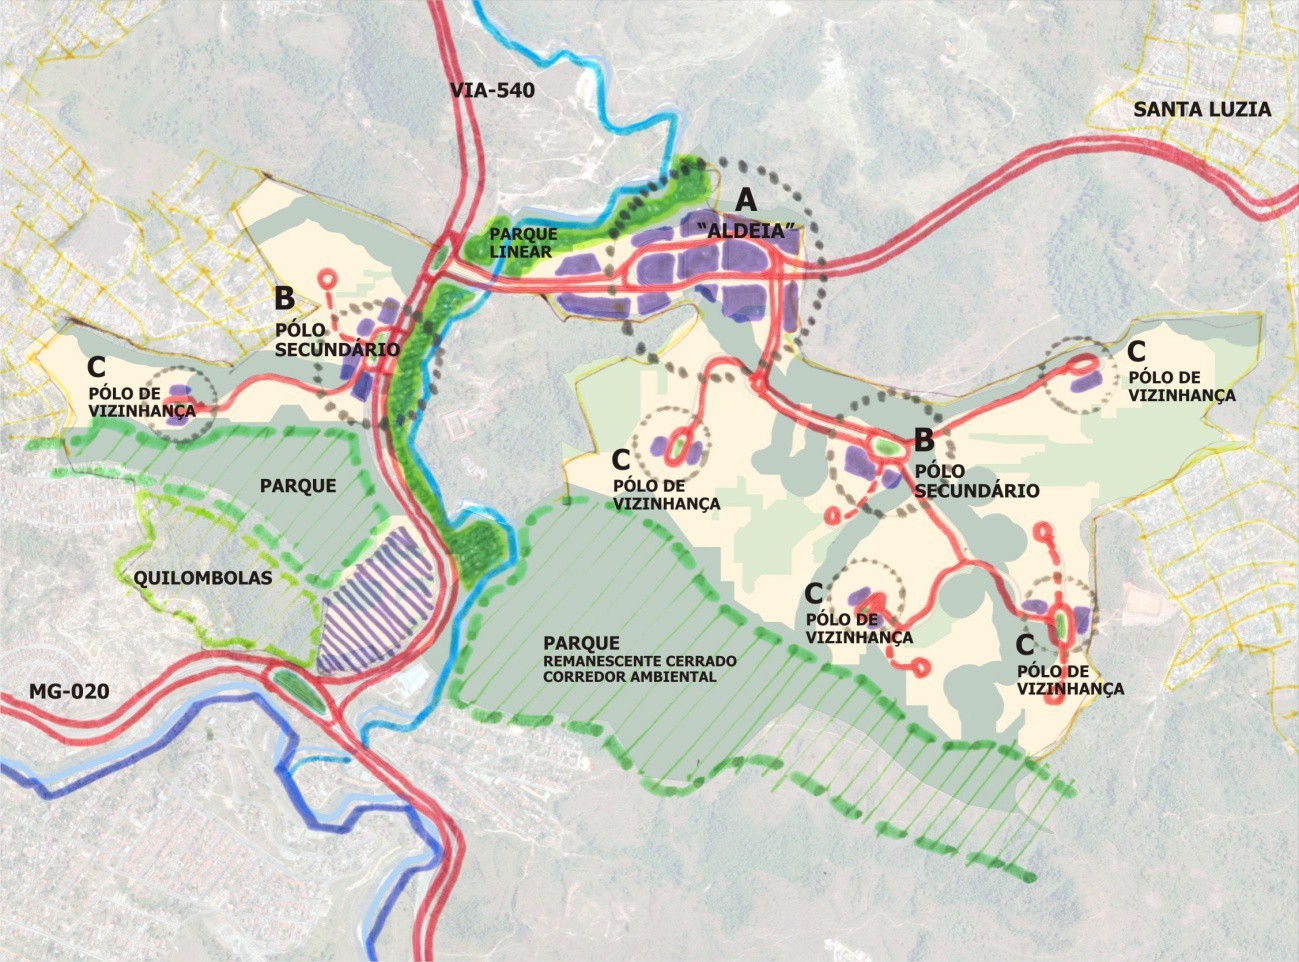 VIA-540
SANTA LUZIA
A
“ALDEIA”
PARQUE
LINEAR
B
PÓLO
SECUNDÁRIO
C
PÓLO DE
VIZINHANÇA
C
PÓLO DE
VIZINHANÇA
B
PÓLO
SECUNDÁRIO
C
PÓLO DE
VIZINHANÇA
PARQUE
QUILOMBOLAS
C
PÓLO DE
VIZINHANÇA
PARQUE
REMANESCENTE CERRADO
CORREDOR AMBIENTAL
C
PÓLO DE
VIZINHANÇA
MG-020